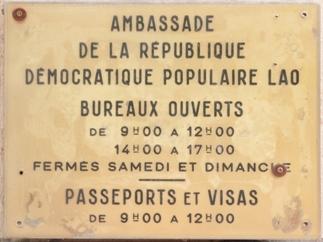 AMBASSADE
DE LA RÉPUBLIQUE
DÉMOCRATIQUE POPULAIRE LAO
BUREAUX OUVERTS
DE 9H00 A 12H00
14H00 A 17H00
FERMÉS SAMEDI ET DIMANCHE
PASSEPORTS ET VISAS
DE 9H00 A 12H00